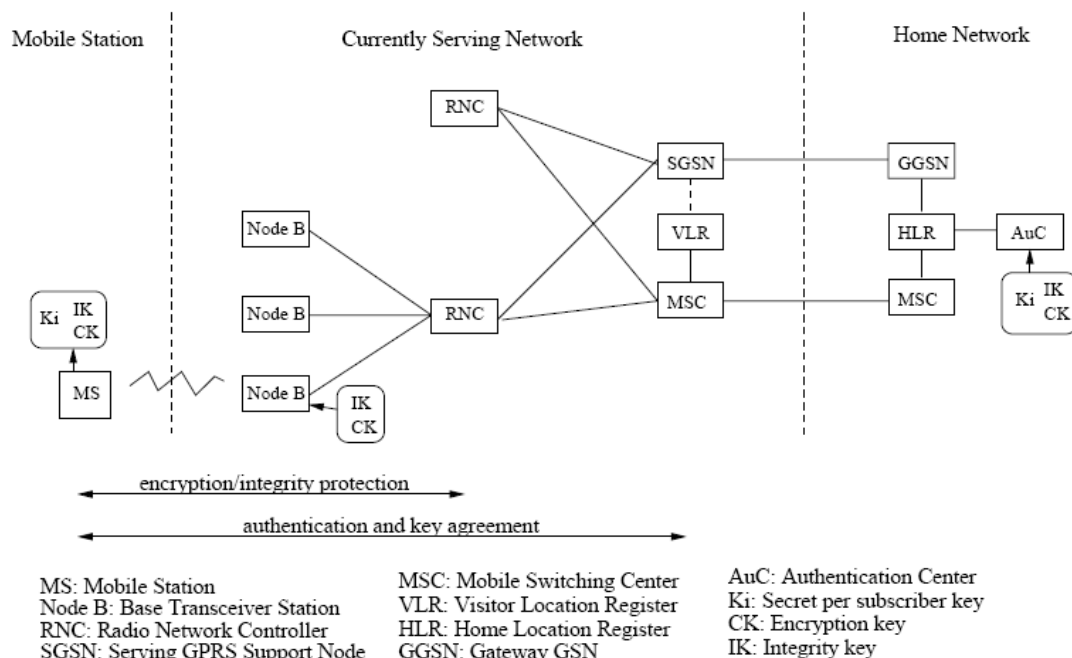 Mobile Station
Currently Serving Network
Home Network
RNC
SGSN
GGSN
Node B
VLR
HLR
AuC
Node B
RNC
MSC
MSC
Ki IK
CK
Ki IK
CK
MS
Node B
IK
CK
encryption/integrity protection
authentication and key agreement
MS: Mobile Station
Node B: Base Transceiver Station
RNC: Radio Network Controller
SGSN: Serving GPRS Support Node
MSC: Mobile Switching Center
VLR: Visitor Location Register
HLR: Home Location Register
GGSN: Gateway GSN
AuC: Authentication Center
Ki: Secret per subscriber key
CK: Encryption key
IK: Integrity key